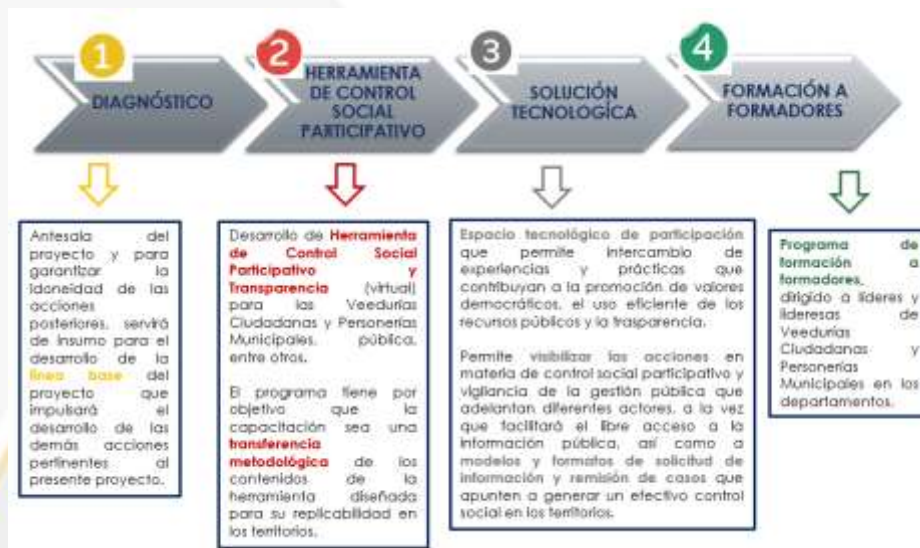 1
DIAGNÓSTICO
2
HERRAMIENTA
DE CONTROL
SOCIAL
PARTICIPATIVO
3
SOLUCIÓN
TECNOLOGÍCA
4
FORMACIÓN A
FORMADORES
Antesala del
proyecto y para
garantizar la
idoneidad de las
acciones
posteriores, servirá
de insumo para el
desarrollo de la
línea base del
proyecto que
impulsará el
desarrollo de las
demás acciones
pertinentes al
presente proyecto.
Desarrollo de Herramienta
de Control Social
Participativo y
Transparencia (virtual)
para las Veedurías
Ciudadanas y Personerías
Municipales, pública,
entre otros.
El programa tiene por
objetivo que la
capacitación sea una
transferencia
metodológica de los
contenidos de la
herramienta diseñada
para su replicabilidad en
los territorios.
Espacio tecnológico de participación
que permite intercambio de
experiencias y prácticas que
contribuyan a la promoción de valores
democráticos, el uso eficiente de los
recursos públicos y la trasparencia.
Permite visibilizar las acciones en
materia de control social participativo y
vigilancia de la gestión pública que
adelantan diferentes actores, a la vez
que facilitará el libre acceso a la
información pública, así como a
modelos y formatos de solicitud de
información y remisión de casos que
apunten a generar un efectivo control
social en los territorios.
Programa de
formación a
formadores,
dirigido a líderes y
lideresas de
Veedurías
Ciudadanas y
Personerías
Municipales en los
departamentos.